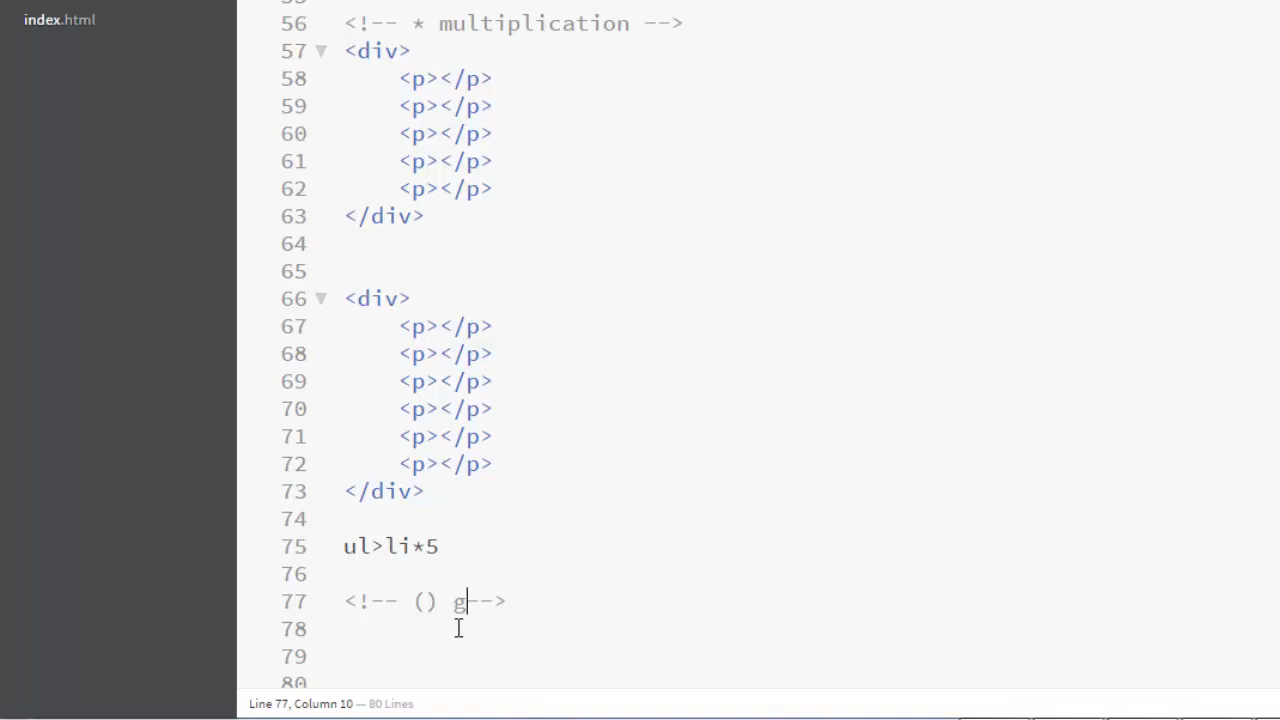 index.html
55
56 <!-- * multiplication -->
57 <div>
58 <p></p>
59 <p></p>
60 <p></p>
61 <p></p>
62 <p></p>
63 </div>
64
65
66 <div>
67 <p></p>
68 <p></p>
69 <p></p>
70 <p></p>
71 <p></p>
72 <p></p>
73 </div>
74
75 ul>li*5
76
77 <!-- () g-->
78
79
80
Line 77, Column 10 — 80 Lines